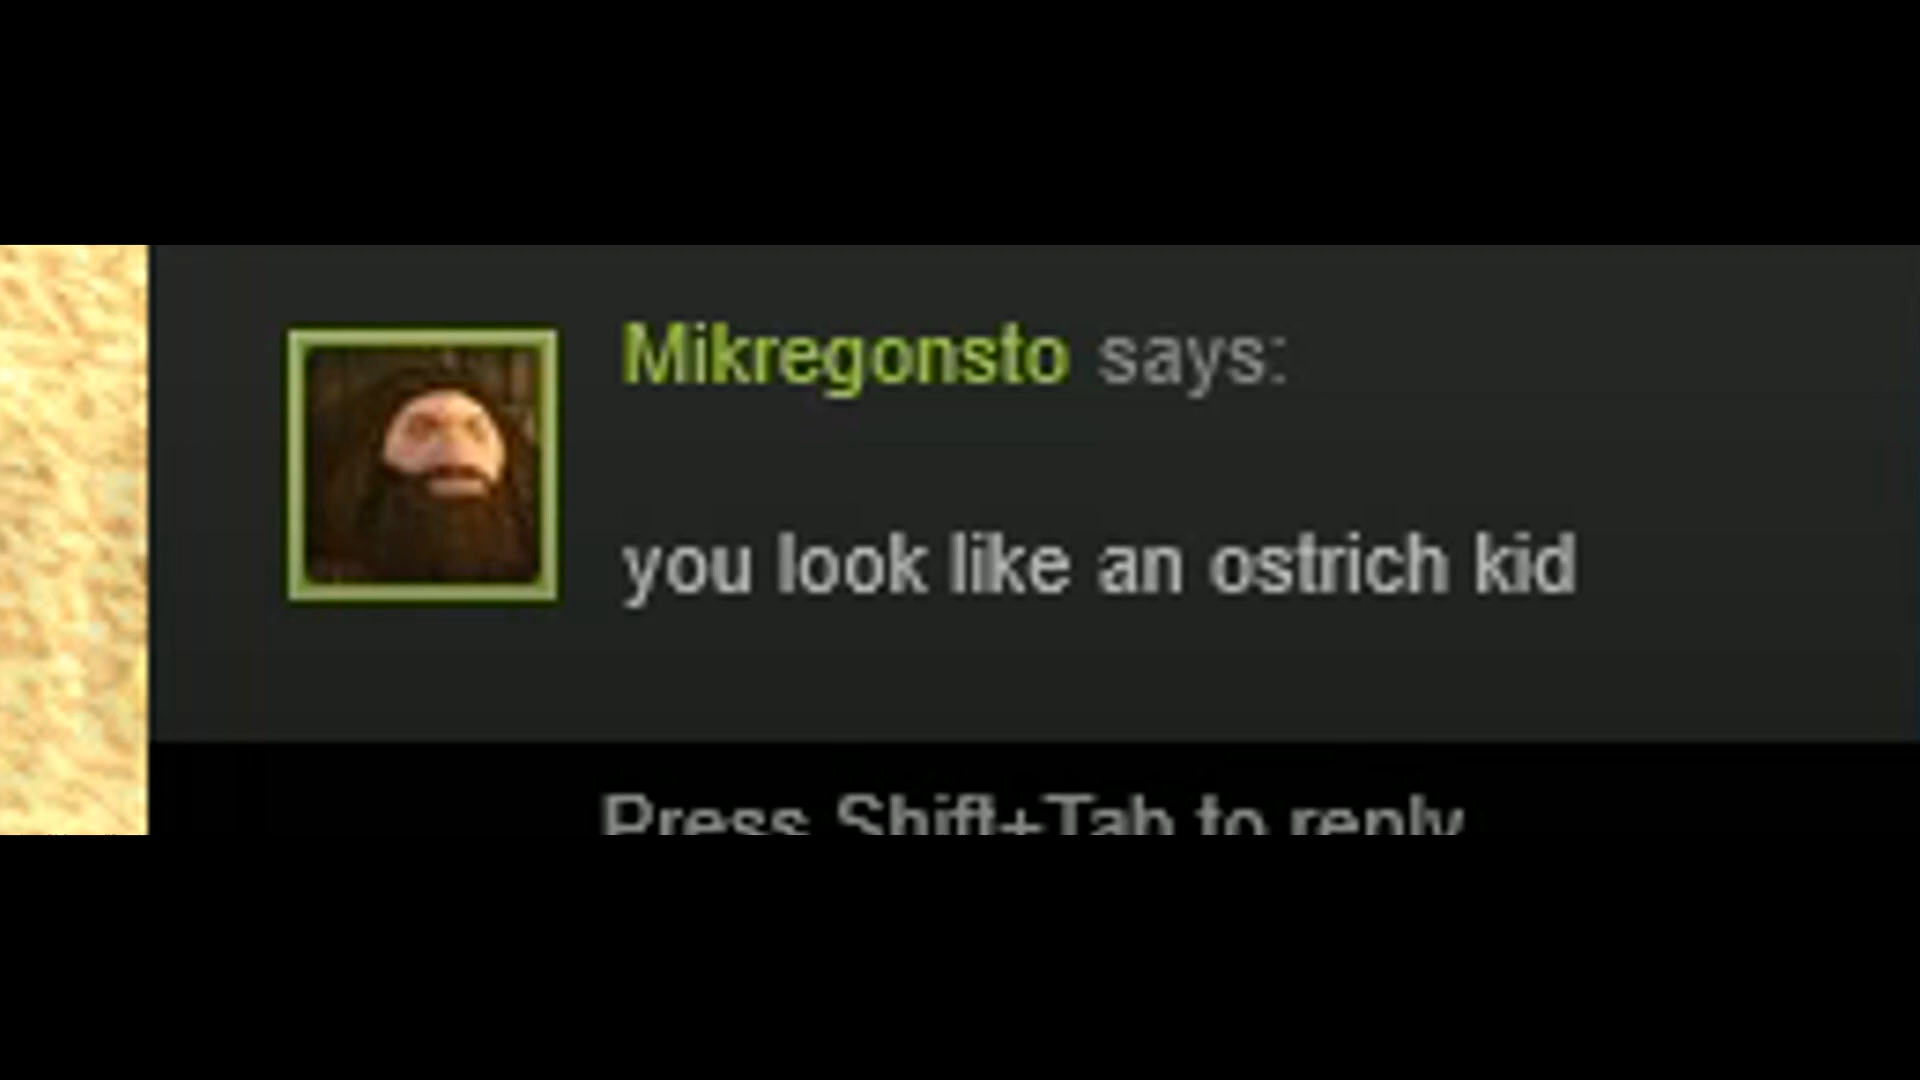 Mikregonsto says:
you look like an ostrich kid
Press Shift+Tab to reply